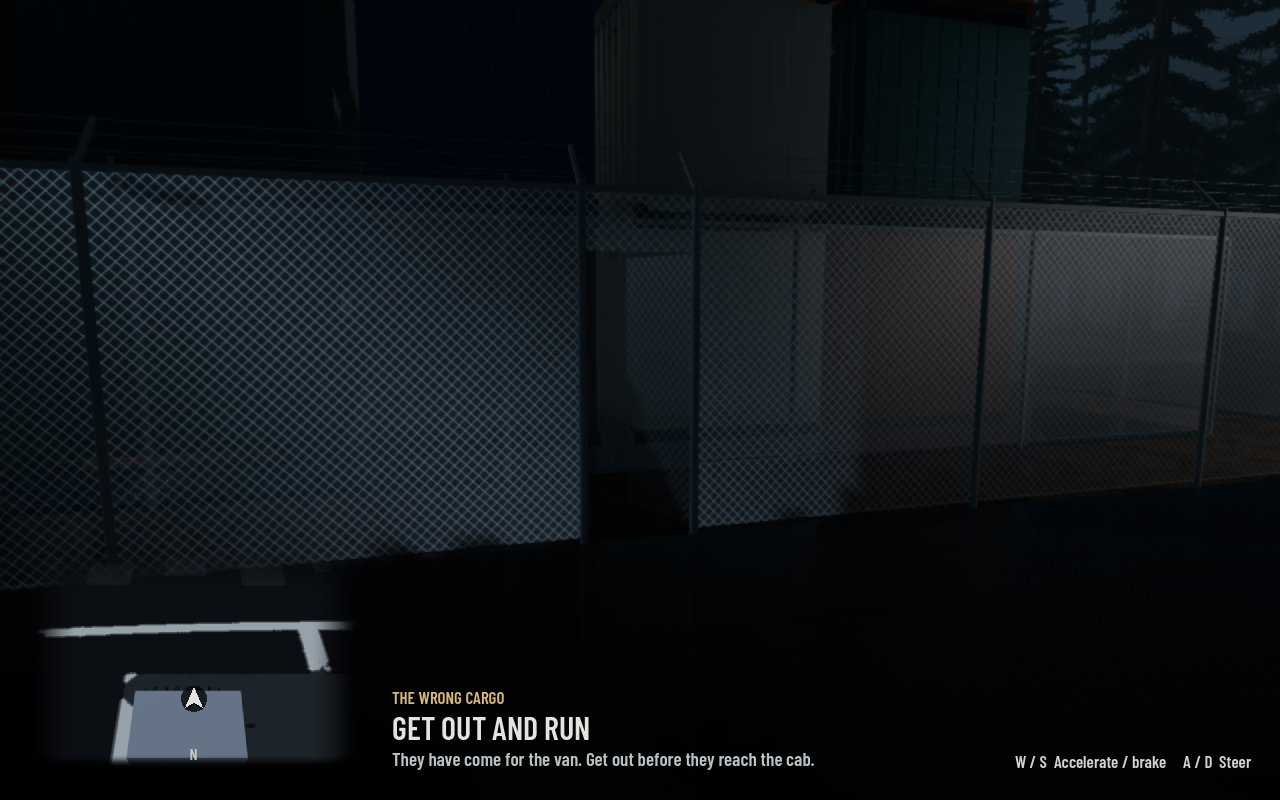 THE WRONG CARGO
GET OUT AND RUN
They have come for the van. Get out before they reach the cab.
W / S Accelerate / brake A / D Steer
N